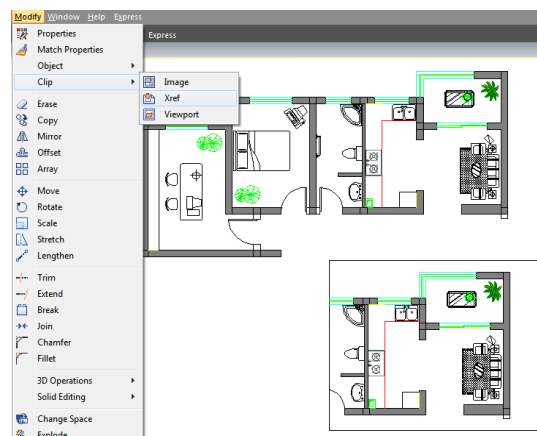 Modify Window Help Express
Properties
Express
Match Properties
Object
Clip
Image
Xref
Viewport
Erase
Copy
Mirror
Offset
Array
Move
Rotate
Scale
Stretch
Lengthen
Trim
Extend
Break
Join
Chamfer
Fillet
3D Operations
Solid Editing
Change Space
Explode